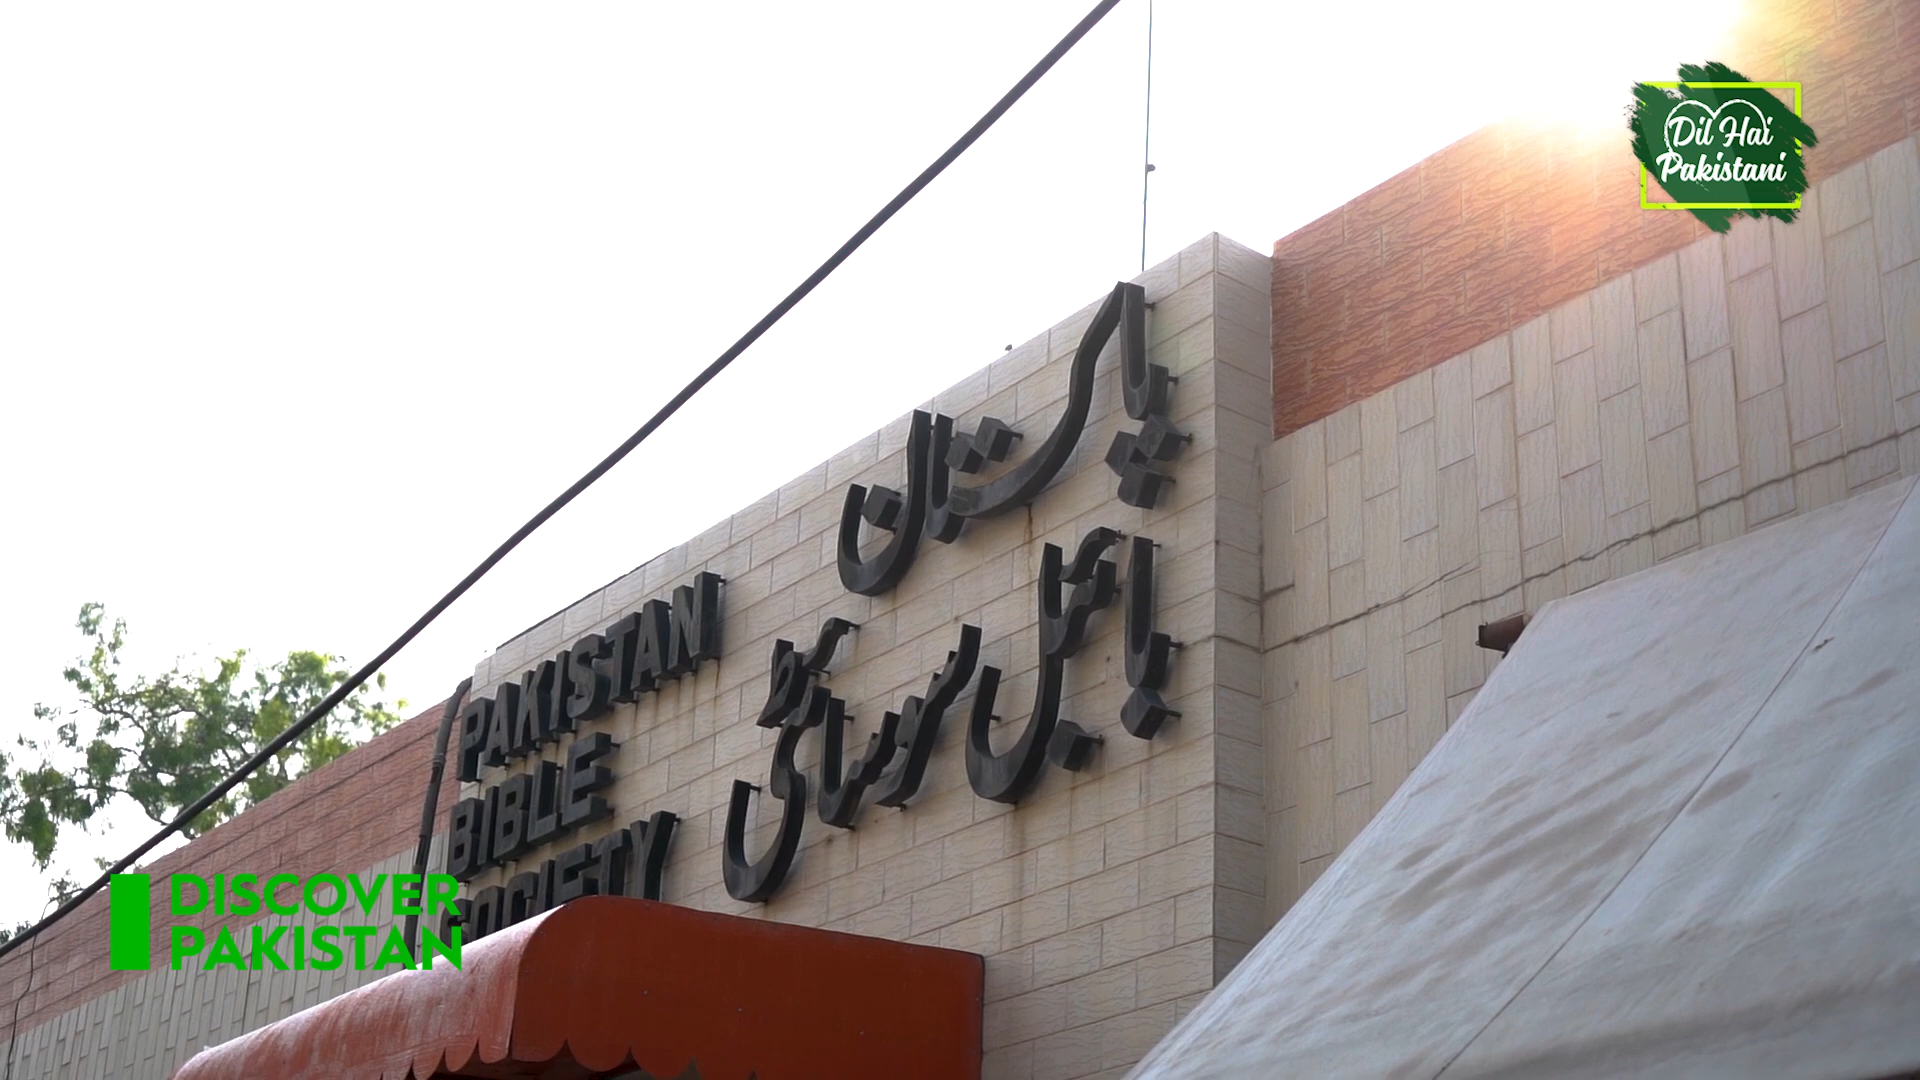 Dil Hai
Pakistani
پاکستان
بائبل سوسائٹی
PAKISTAN
BIBLE
SOCIETY
DISCOVER
PAKISTAN